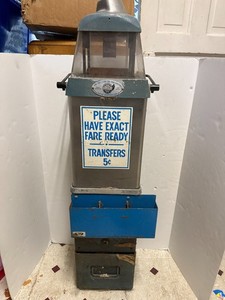 PLEASE
HAVE EXACT
FARE READY
TRANSFERS
5¢